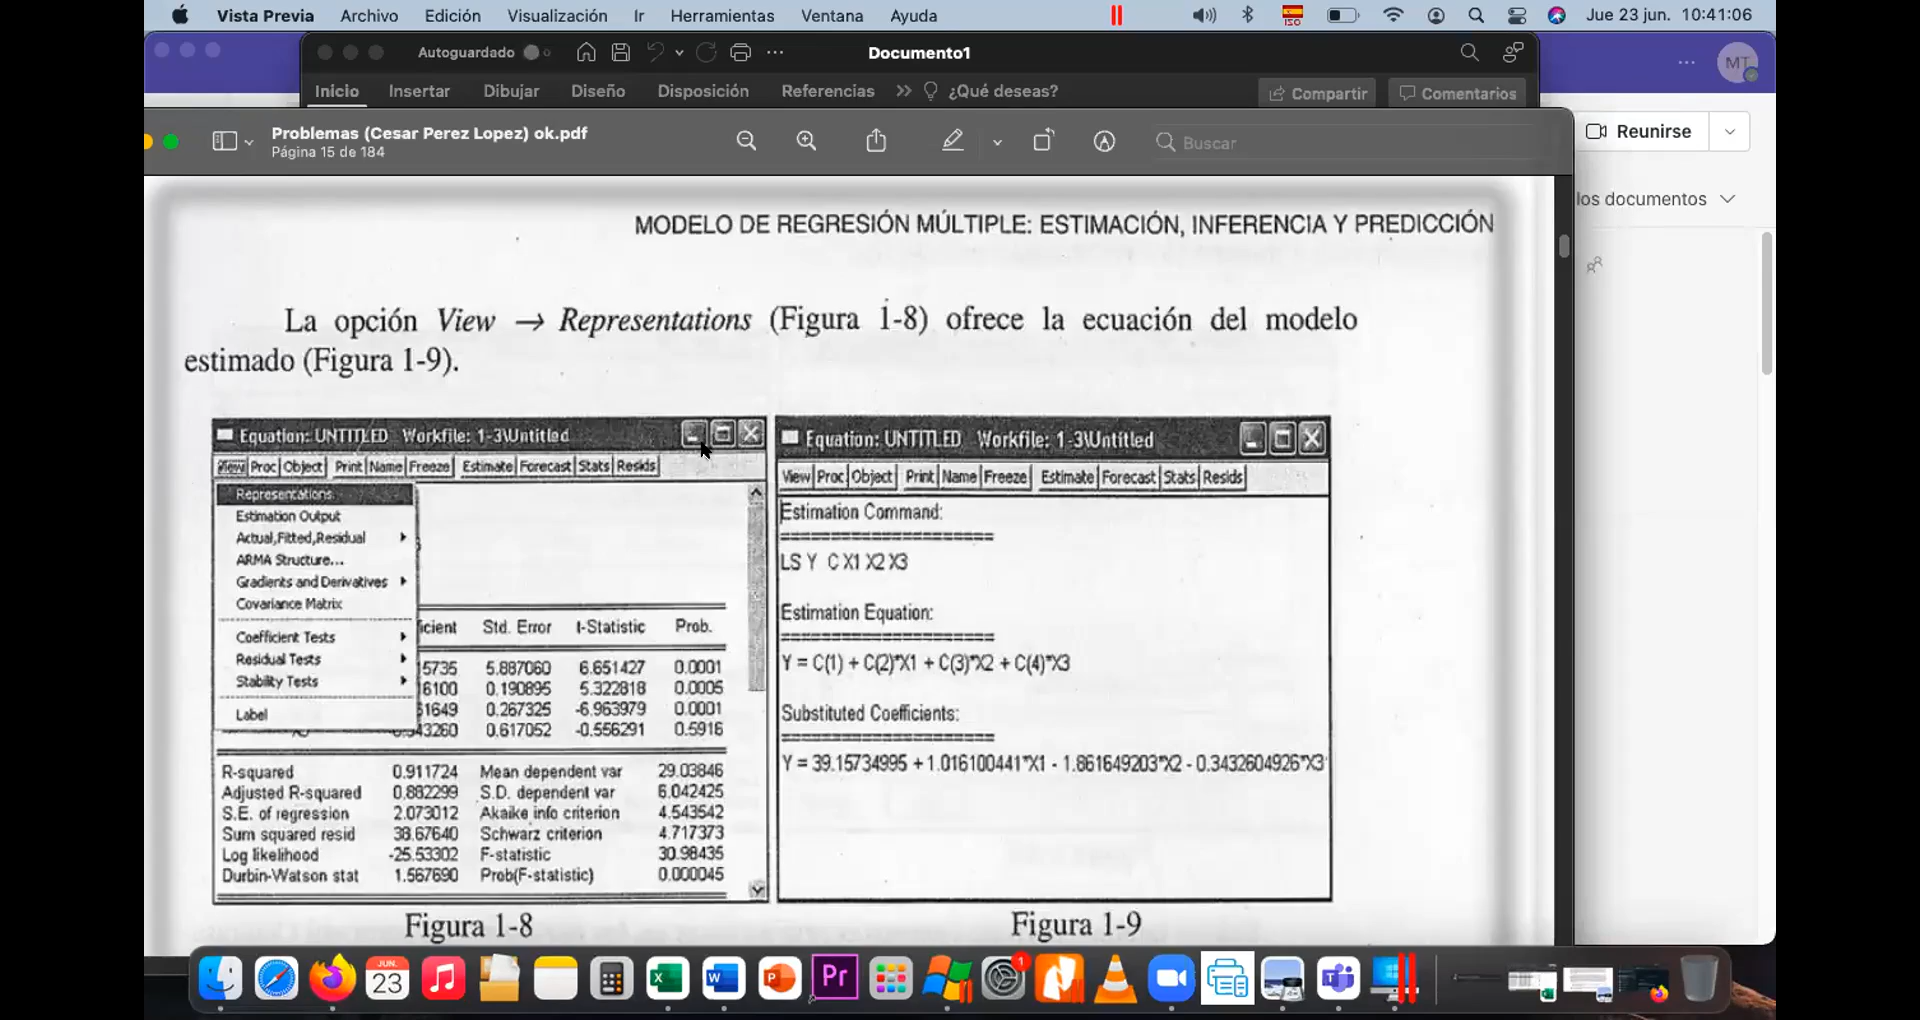 Vista Previa Archivo Edición Visualización Ir Herramientas Ventana Ayuda ISO Jue 23 jun. 10:41:06
Autoguardado Documento1
MT
Inicio Insertar Dibujar Diseño Disposición Referencias >> ¿Qué deseas? Compartir Comentarios
Problemas (Cesar Perez Lopez) ok.pdf
Página 15 de 184
Buscar
Reunirse
los documentos
MODELO DE REGRESIÓN MÚLTIPLE: ESTIMACIÓN, INFERENCIA Y PREDICCIÓN
La opción View → Representations (Figura 1-8) ofrece la ecuación del modelo
estimado (Figura 1-9).
Equation: UNTITLED Workfile: 1-3\Untitled
View Proc Object Print Name Freeze Estimate Forecast Stats Resids
Representations
Estimation Output
Actual,Fitted,Residual
ARMA Structure...
Gradients and Derivatives
Covariance Matrix
Coefficient Tests
Residual Tests
Stability Tests
Label
icient Std. Error t-Statistic Prob.
15735 5.887060 6.651427 0.0001
16100 0.190895 5.322818 0.0005
61649 0.267325 -6.963979 0.0001
43260 0.617052 -0.556291 0.5916
R-squared 0.911724 Mean dependent var 29.03846
Adjusted R-squared 0.882299 S.D. dependent var 6.042425
S.E. of regression 2.073012 Akaike info criterion 4.543542
Sum squared resid 38.67640 Schwarz criterion 4.717373
Log likelihood -25.53302 F-statistic 30.98435
Durbin-Watson stat 1.567690 Prob(F-statistic) 0.000045
Figura 1-8
Equation: UNTITLED Workfile: 1-3\Untitled
View Proc Object Print Name Freeze Estimate Forecast Stats Resids
Estimation Command:
=====================
LS Y C X1 X2 X3
Estimation Equation:
=====================
Y = C(1) + C(2)*X1 + C(3)*X2 + C(4)*X3
Substituted Coefficients:
=====================
Y = 39.15734995 + 1.016100441*X1 - 1.861649203*X2 - 0.3432604926*X3
Figura 1-9
JUN.
23
Pr
1